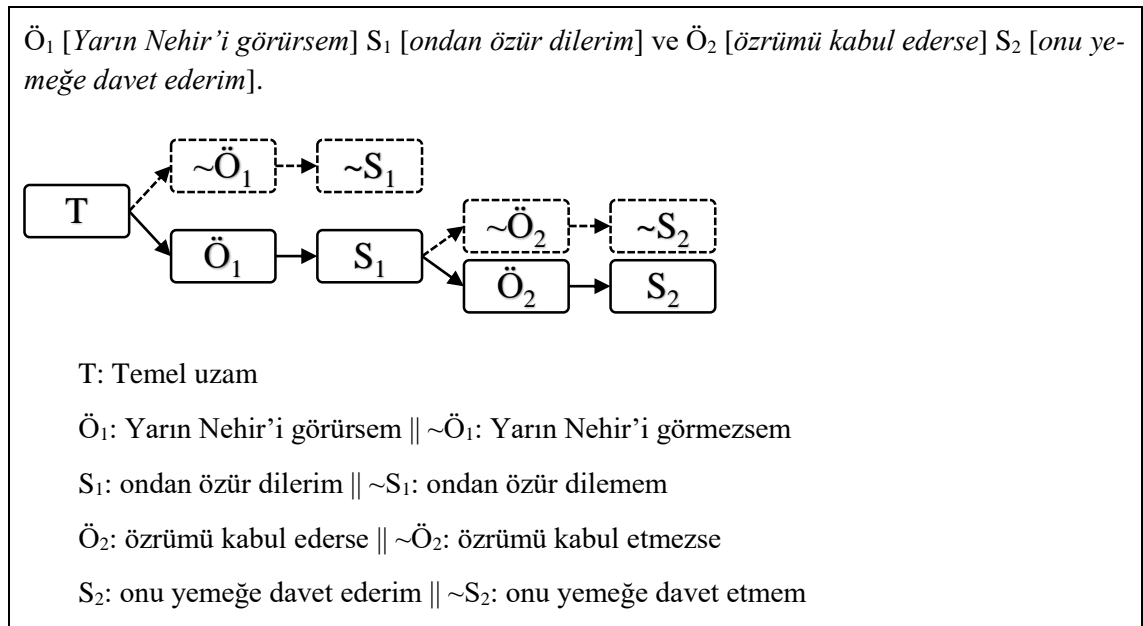 Ö₁ [Yarın Nehir’i görürsem] S₁ [ondan özür dilerim] ve Ö₂ [özrümü kabul ederse] S₂ [onu ye-
meğe davet ederim].
~Ö₁ ~S₁
T
~Ö₂ ~S₂
Ö₁ S₁
Ö₂ S₂
T: Temel uzam
Ö₁: Yarın Nehir’i görürsem || ~Ö₁: Yarın Nehir’i görmezsem
S₁: ondan özür dilerim || ~S₁: ondan özür dilemem
Ö₂: özrümü kabul ederse || ~Ö₂: özrümü kabul etmezse
S₂: onu yemeğe davet ederim || ~S₂: onu yemeğe davet etmem